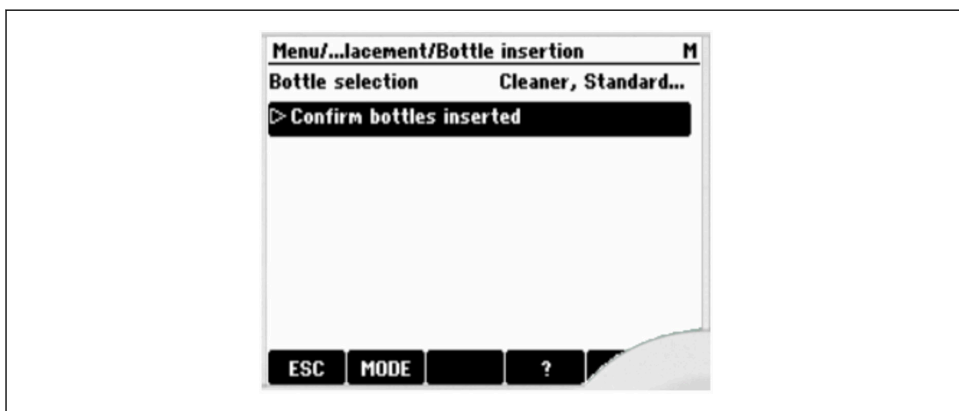 Menu/...lacement/Bottle insertion M
Bottle selection Cleaner, Standard...
▷ Confirm bottles inserted
ESC MODE ?